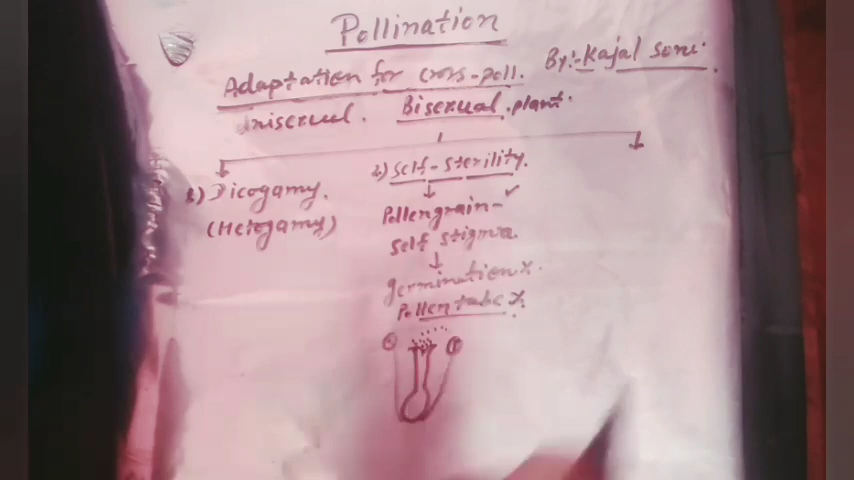 Pollination
By:- Kajal Soni.
Adaptation for cross-poll.
Unisexual. Bisexual. plant.
1) Dicogamy.
(Hetogamy)
2) Self-sterility.
Pollengrain-✓
self stigma.
germination x.
Pollen tube x.